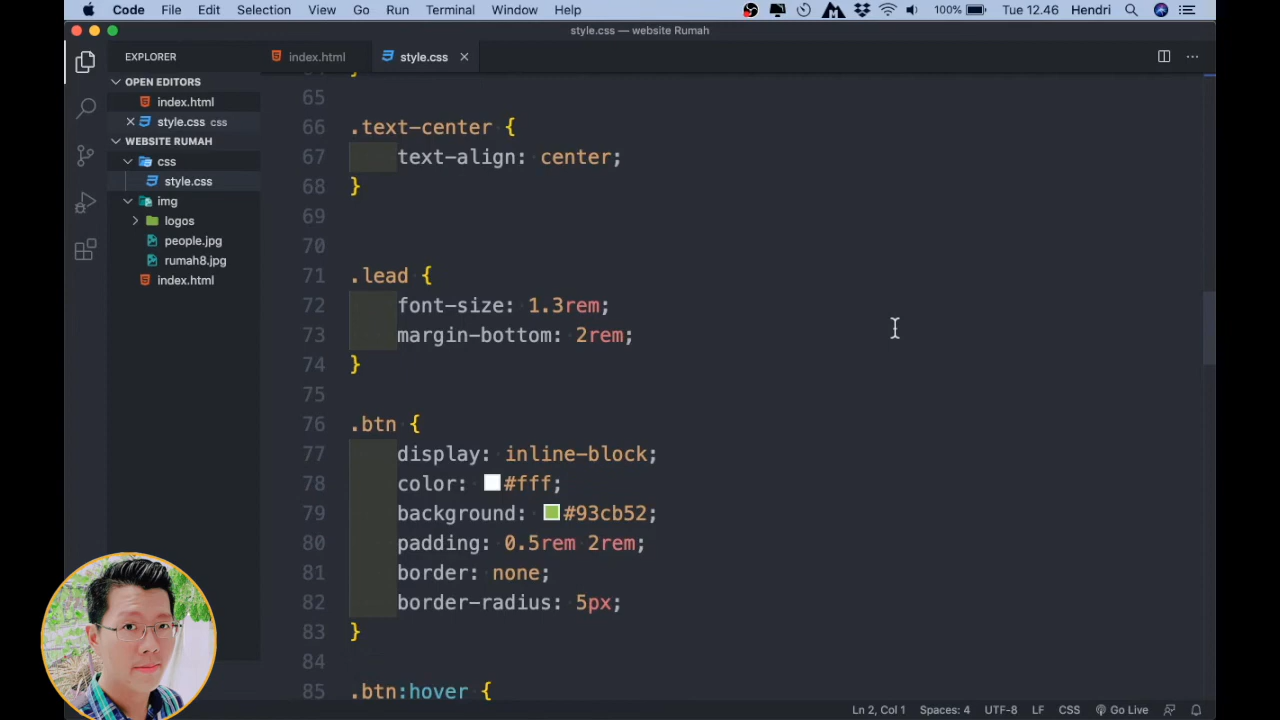 Code File Edit Selection View Go Run Terminal Window Help 100% Tue 12.46 Hendri
style.css — website Rumah
EXPLORER
index.html style.css
OPEN EDITORS
index.html
style.css css
WEBSITE RUMAH
css
style.css
img
logos
people.jpg
rumah8.jpg
index.html
65
66 .text-center {
67 text-align: center;
68 }
69
70
71 .lead {
72 font-size: 1.3rem;
73 margin-bottom: 2rem;
74 }
75
76 .btn {
77 display: inline-block;
78 color: #fff;
79 background: #93cb52;
80 padding: 0.5rem 2rem;
81 border: none;
82 border-radius: 5px;
83 }
84
85 .btn:hover {
Ln 2, Col 1 Spaces: 4 UTF-8 LF CSS Go Live